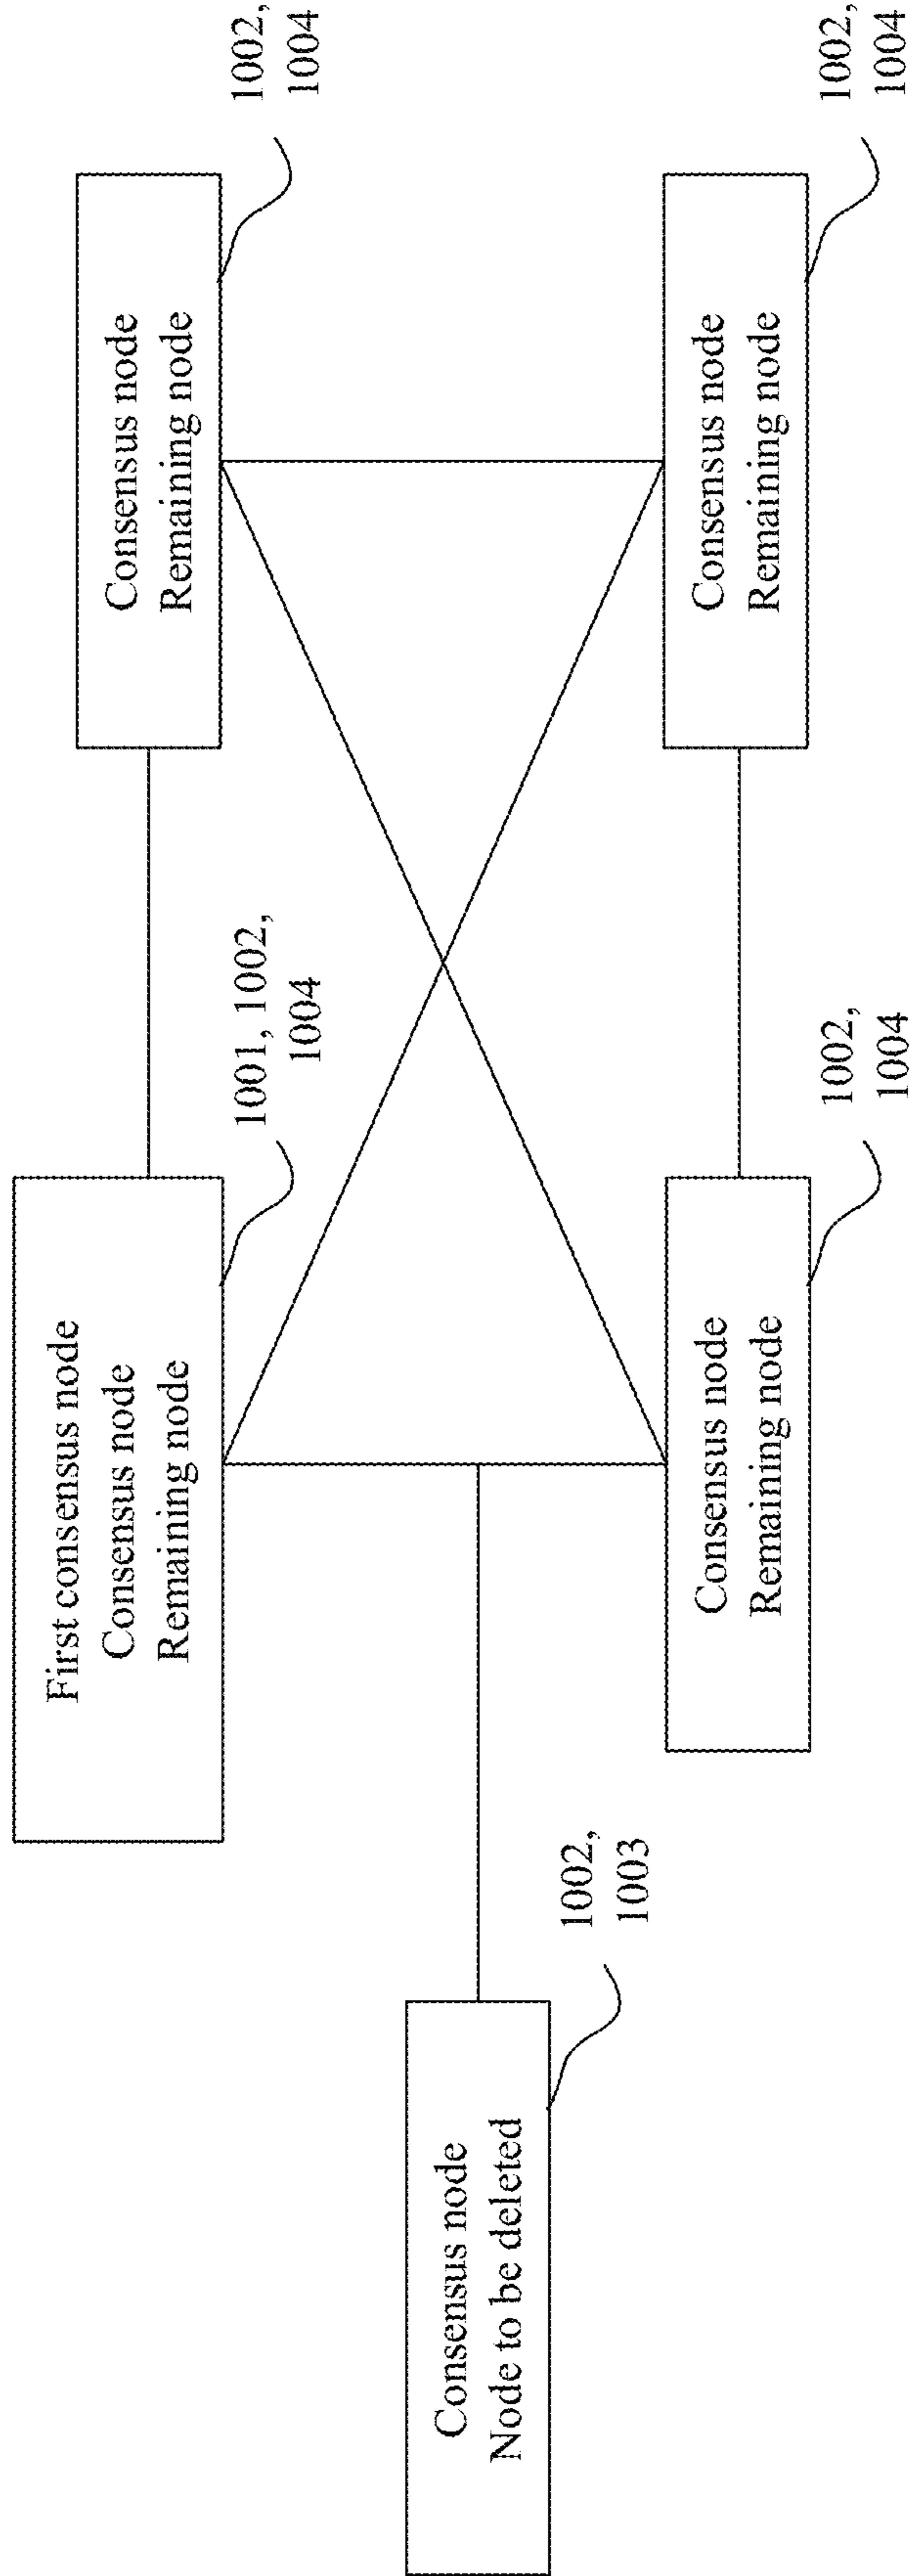 First consensus node
Consensus node
Remaining node
1001, 1002,
1004
Consensus node
Remaining node
1002,
1004
Consensus node
Node to be deleted
1002,
1003
Consensus node
Remaining node
1002,
1004
Consensus node
Remaining node
1002,
1004